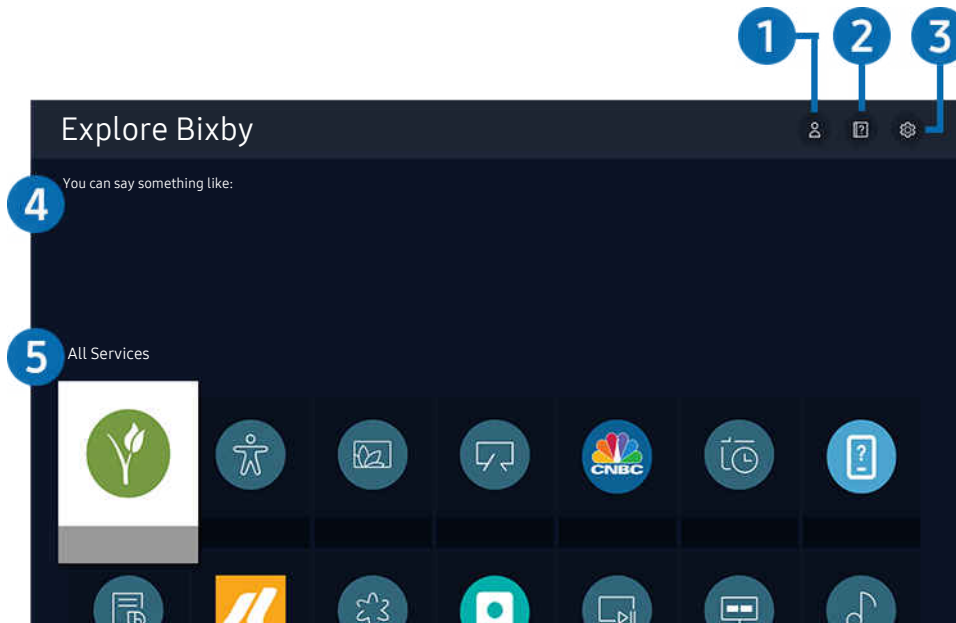 1 2 3
Explore Bixby
4 You can say something like:
5 All Services
CNBC